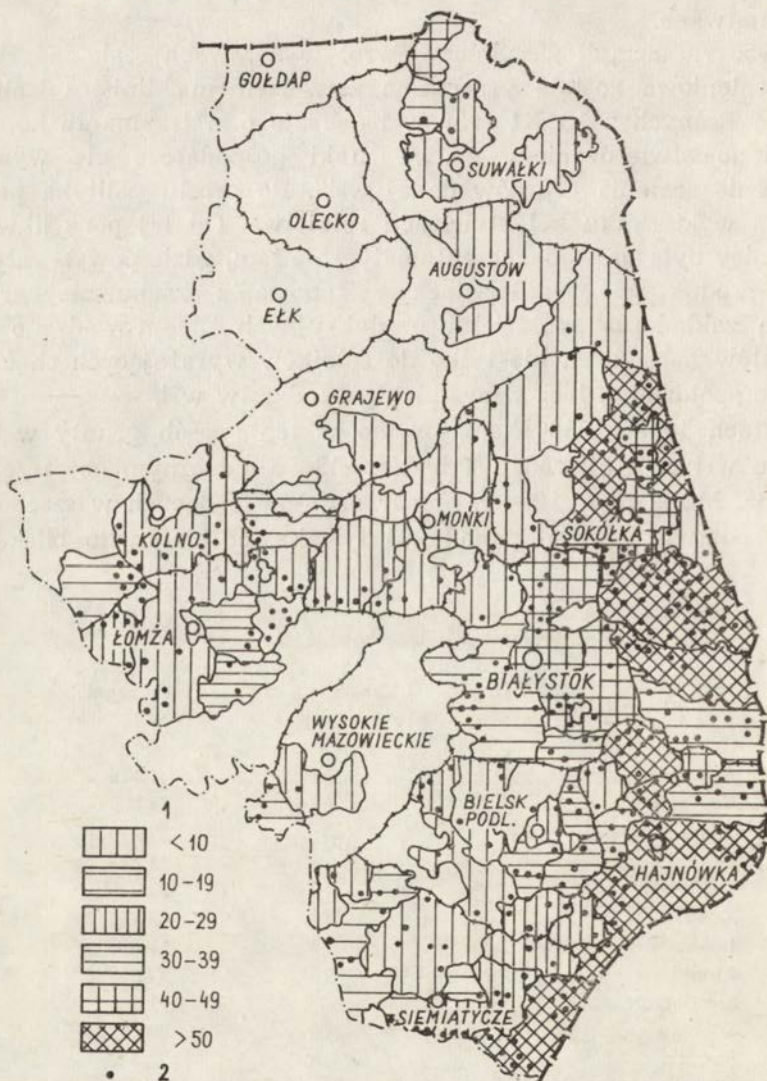 GOŁDAP
SUWAŁKI
OLECKO
AUGUSTÓW
EŁK
GRAJEWO
MOŃKI
SOKÓŁKA
KOLNO
ŁOMŻA
BIAŁYSTOK
WYSOKIE
MAZOWIECKIE
BIELSK
PODL.
HAJNÓWKA
SIEMIATYCZE
1
<10
10-19
20-29
30-39
40-49
>50
2